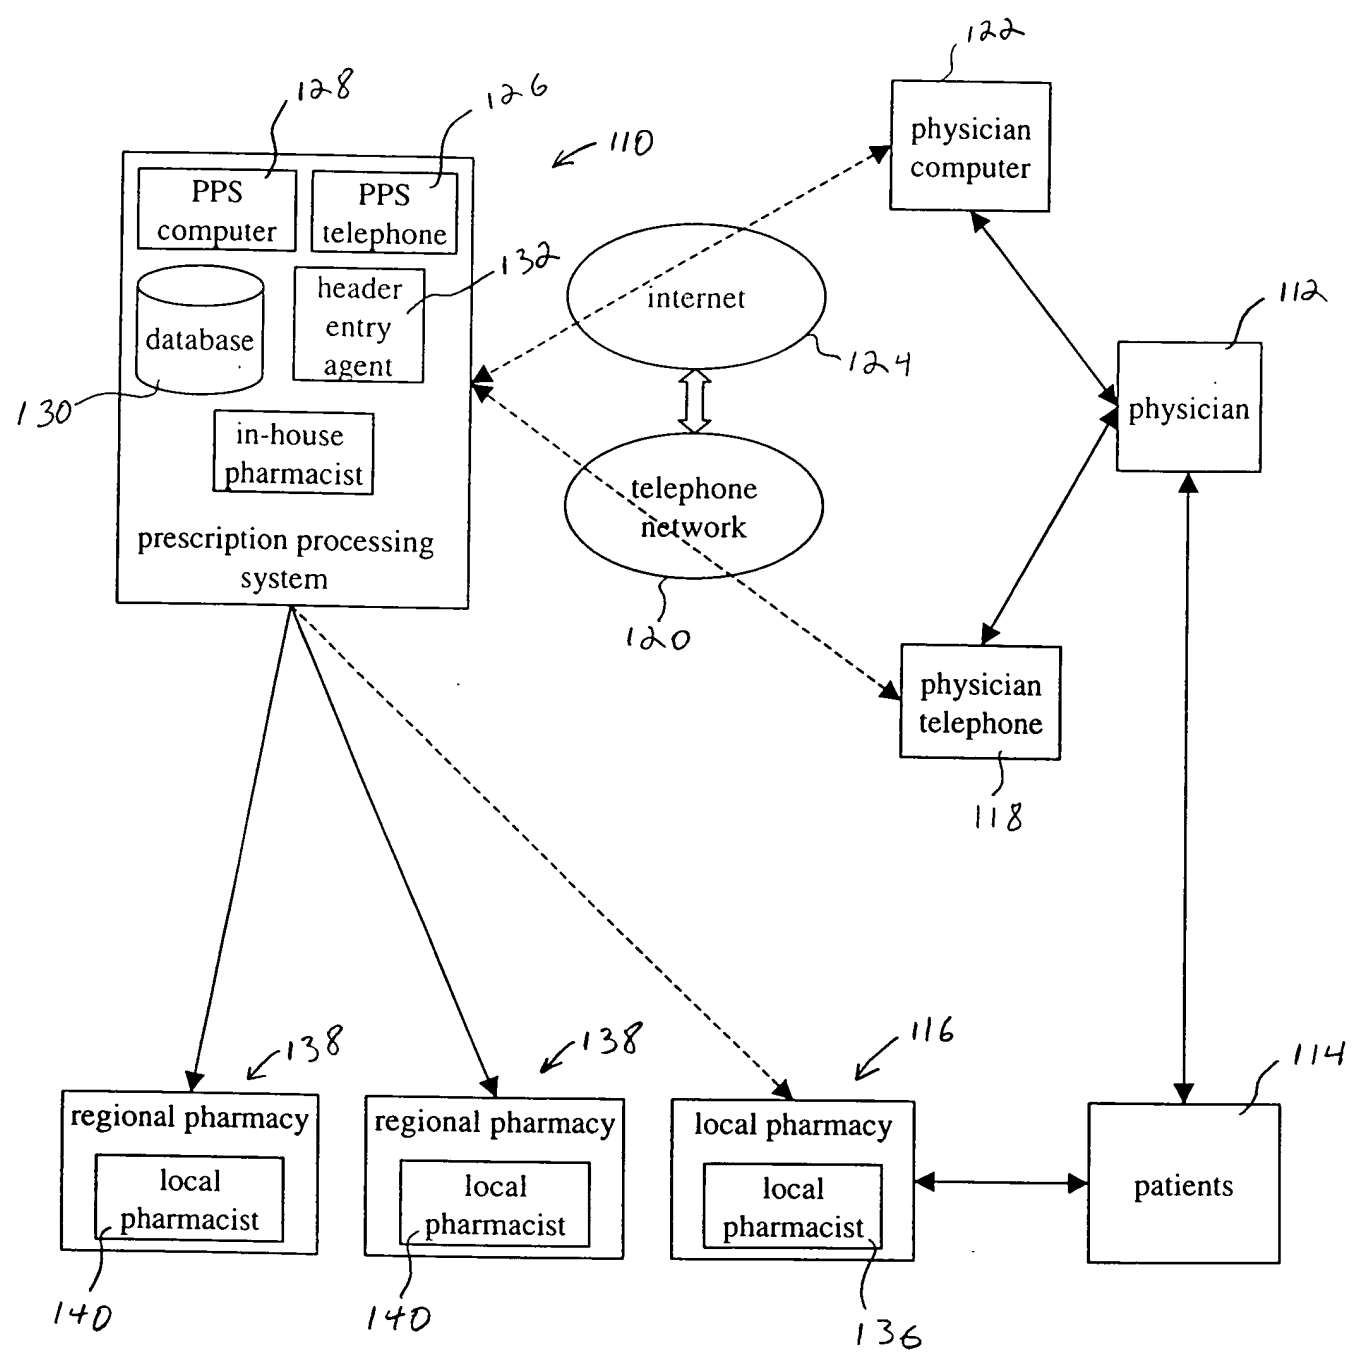 122
128
126
110
physician
computer
PPS
computer
PPS
telephone
132
header
entry
agent
internet
112
database
124
130
physician
in-house
pharmacist
telephone
network
prescription processing
system
120
physician
telephone
118
138
138
116
114
regional pharmacy
regional pharmacy
local pharmacy
local
pharmacist
local
pharmacist
local
pharmacist
patients
140
140
136